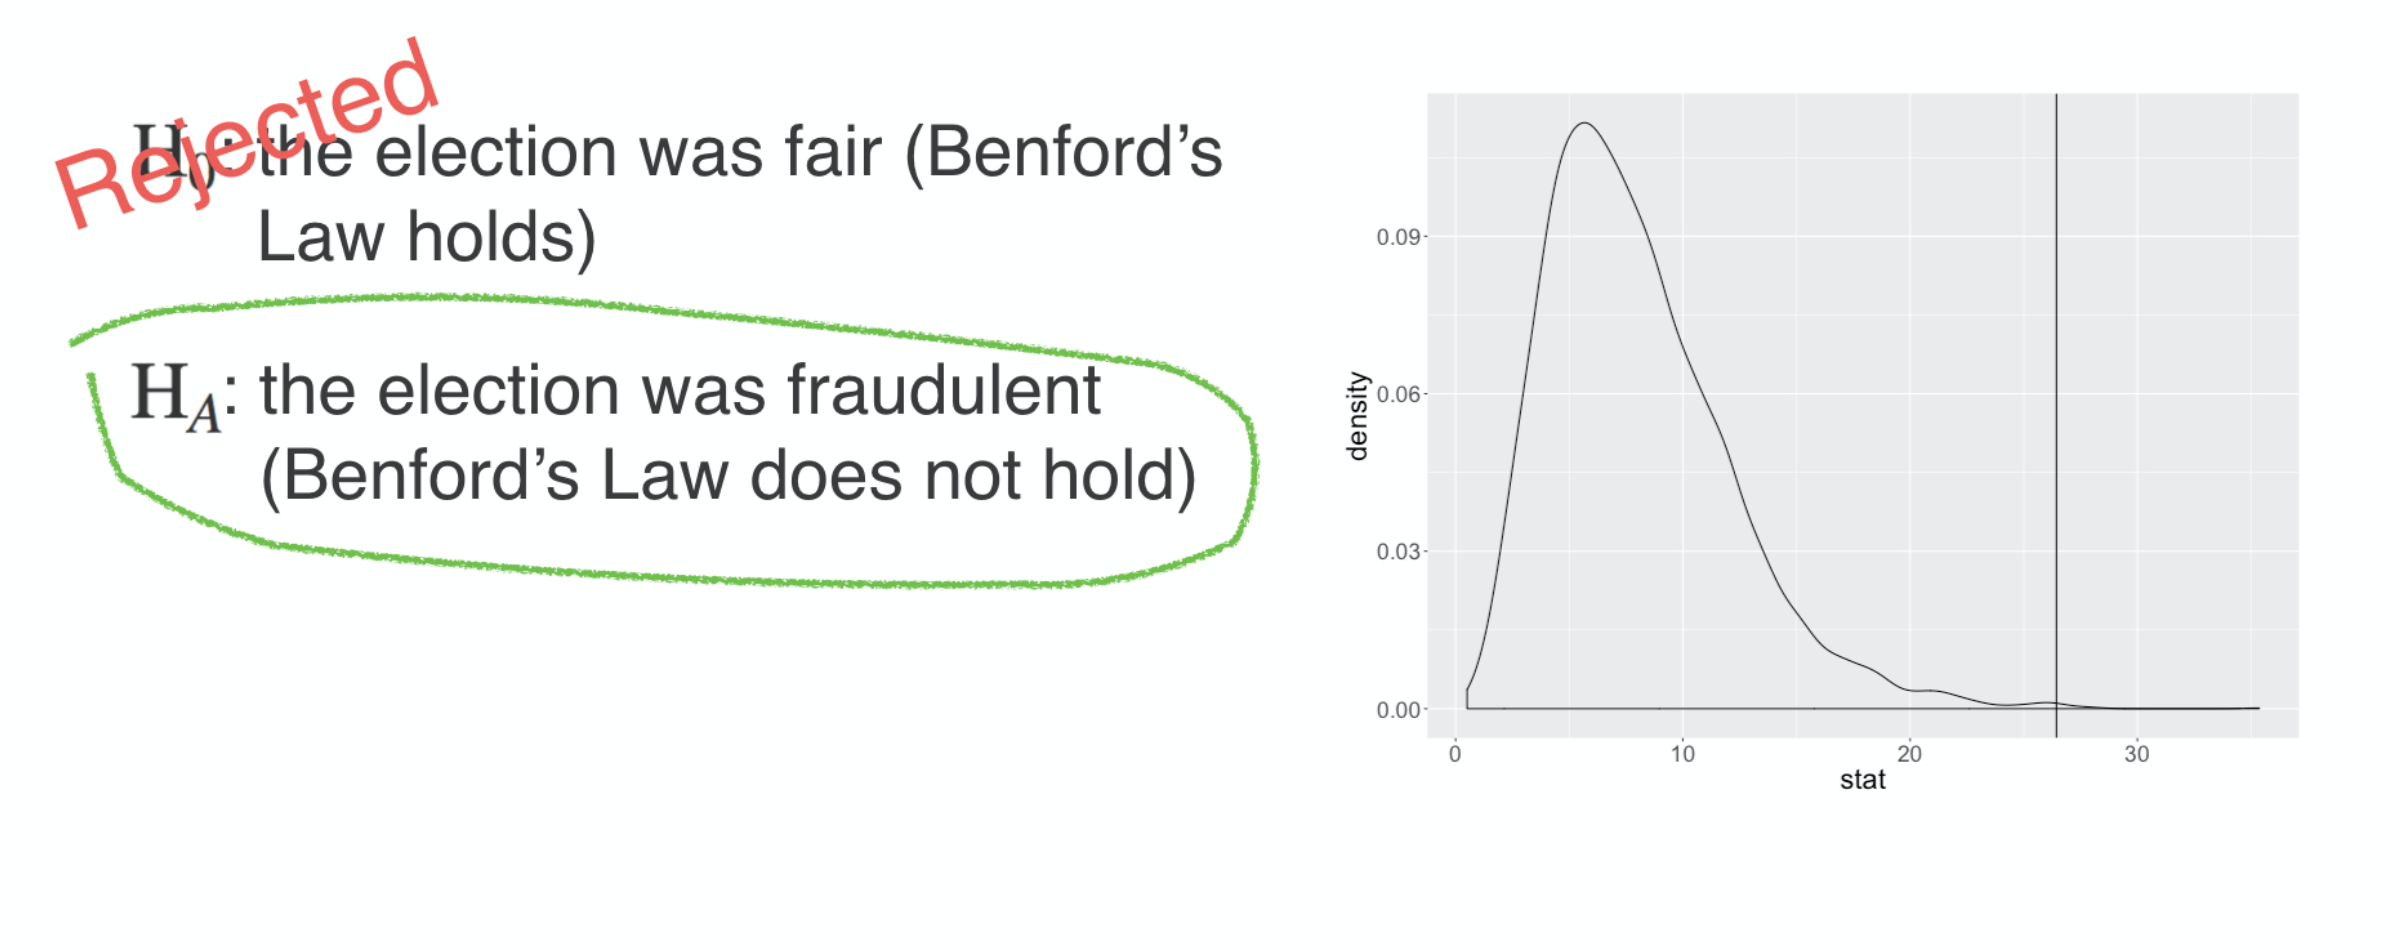 Rejected
H₀: the election was fair (Benford’s
Law holds)
H_A: the election was fraudulent
(Benford’s Law does not hold)
density
0.09
0.06
0.03
0.00
0 10 20 30
stat